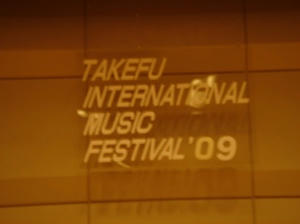 TAKEFU
INTERNATIONAL
MUSIC
FESTIVAL'09